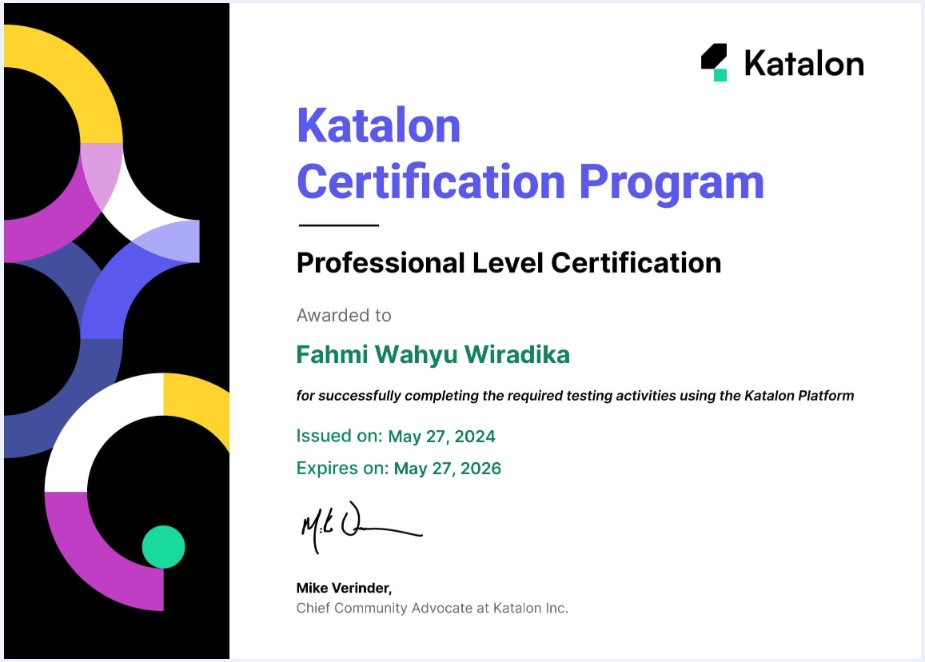 Katalon
Katalon
Certification Program
Professional Level Certification
Awarded to
Fahmi Wahyu Wiradika
for successfully completing the required testing activities using the Katalon Platform
Issued on: May 27, 2024
Expires on: May 27, 2026
Mike Verinder,
Chief Community Advocate at Katalon Inc.